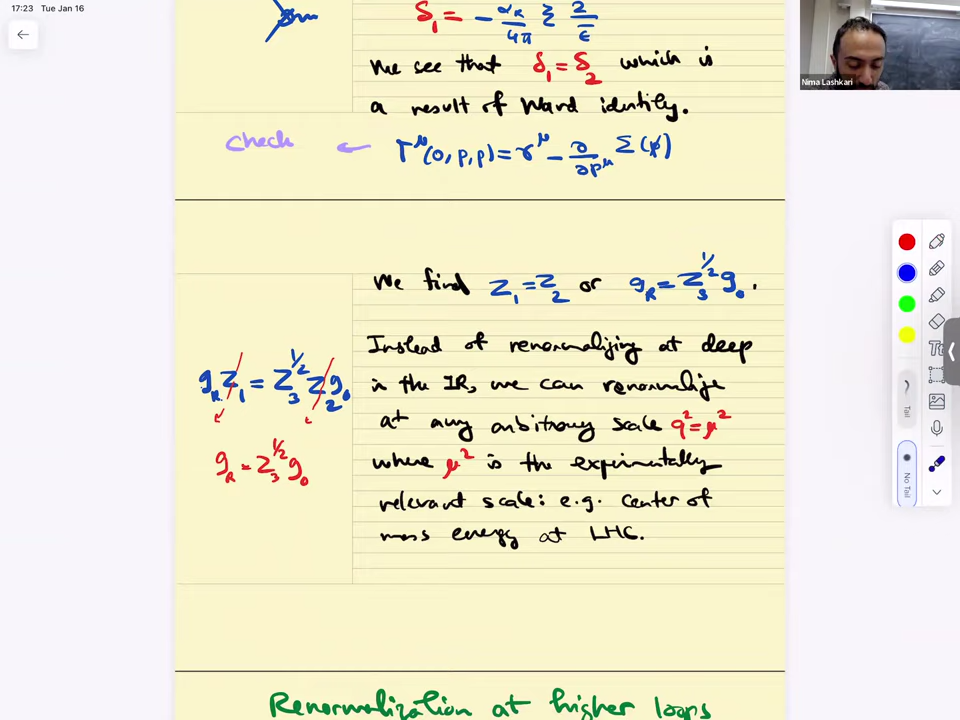 17:23 Tue Jan 16
δ₁ = - α_R/4π ξ 2/ε̄
We see that δ₁ = δ₂ which is
a result of Ward identity.
Check ← Γ^μ(0,p,p) = γ^μ - ∂/∂p^μ Σ(p̸)
We find Z₁ = Z₂ or g_R = Z₃^{1/2} g₀.
Instead of renormalizing at deep
in the IR, we can renormalize
at any arbitrary scale q² = μ²
where μ² is the experimentally
relevant scale: e.g. center of
mass energy at LHC.
g_R Z₁ = Z₃^{1/2} Z₂ g₀
g_R = Z₃^{1/2} g₀
Renormalization at higher loops
Nima Lashkari
Tail
No Tail